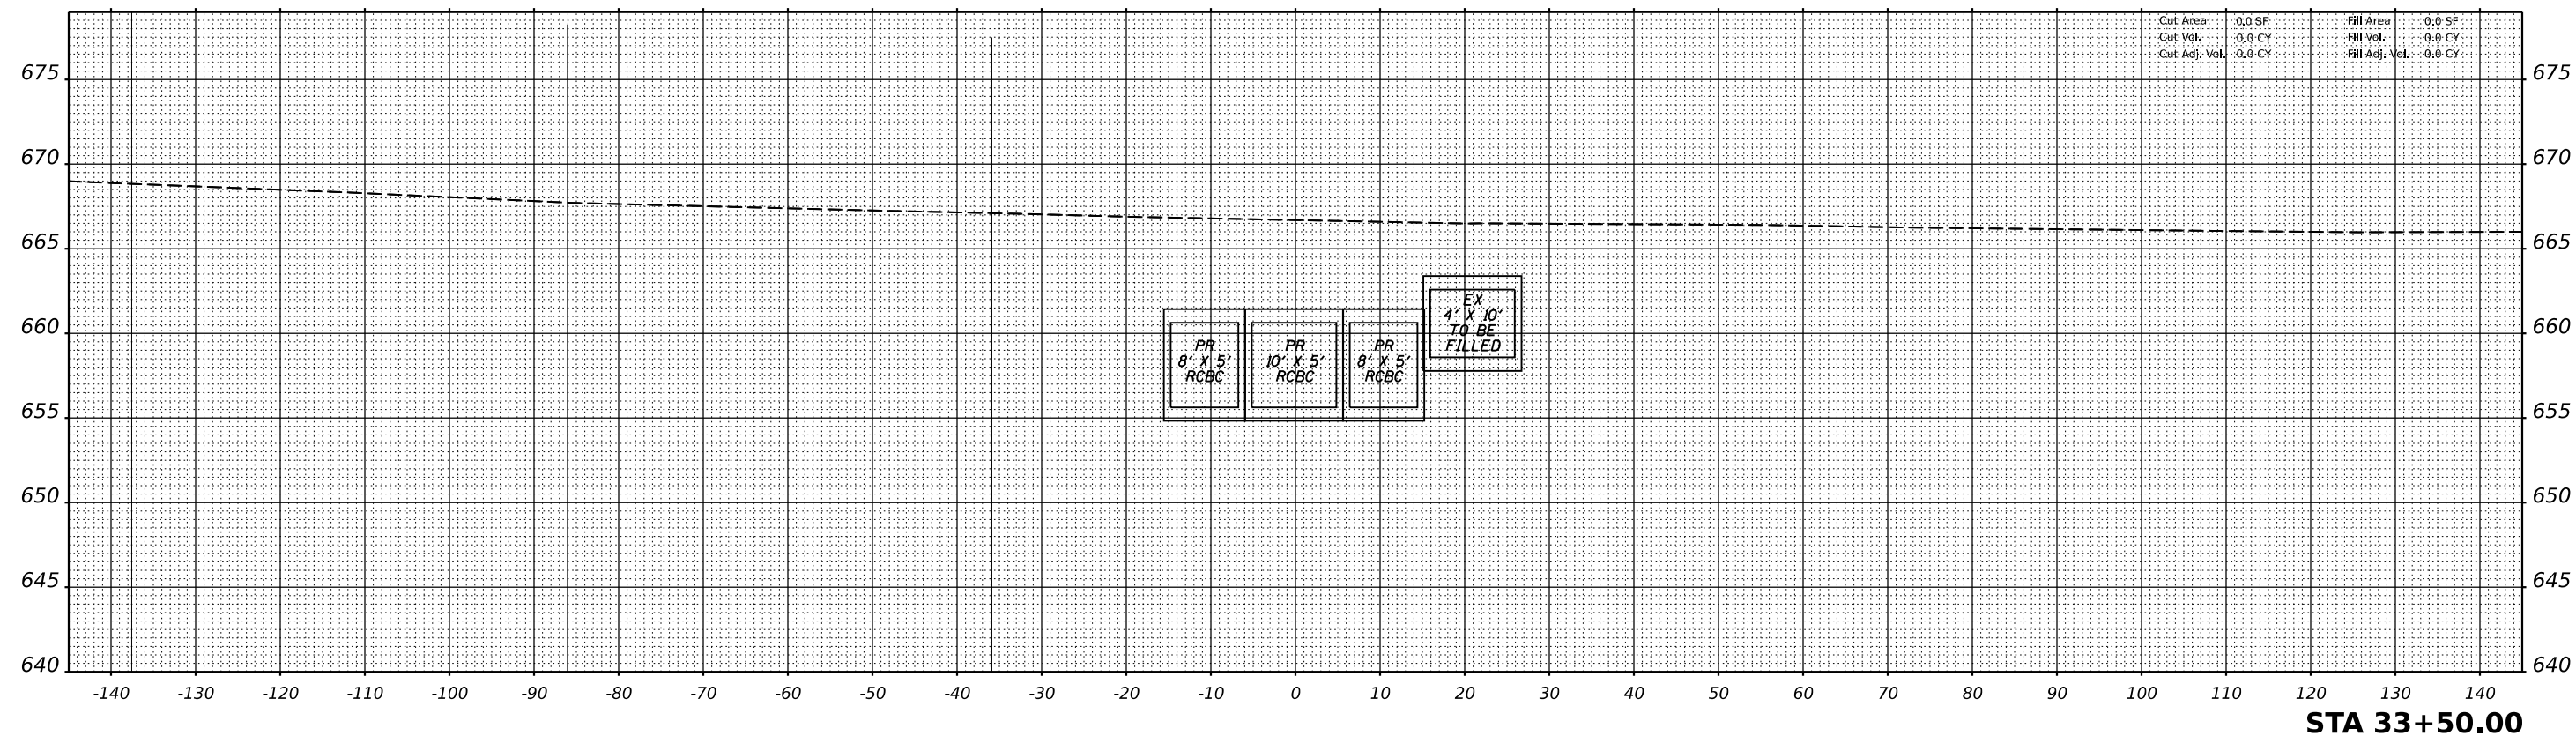 Cut Area 0.0 SF Fill Area 0.0 SF
Cut Vol. 0.0 CY Fill Vol. 0.0 CY
Cut Adj. Vol. 0.0 CY Fill Adj. Vol. 0.0 CY
675 675
670 670
665 665
660 660
655 655
650 650
645 645
640 640
EX
4' X 10'
TO BE
FILLED
PR
8' X 5'
RCBC
PR
10' X 5'
RCBC
PR
8' X 5'
RCBC
-140 -130 -120 -110 -100 -90 -80 -70 -60 -50 -40 -30 -20 -10 0 10 20 30 40 50 60 70 80 90 100 110 120 130 140
STA 33+50.00